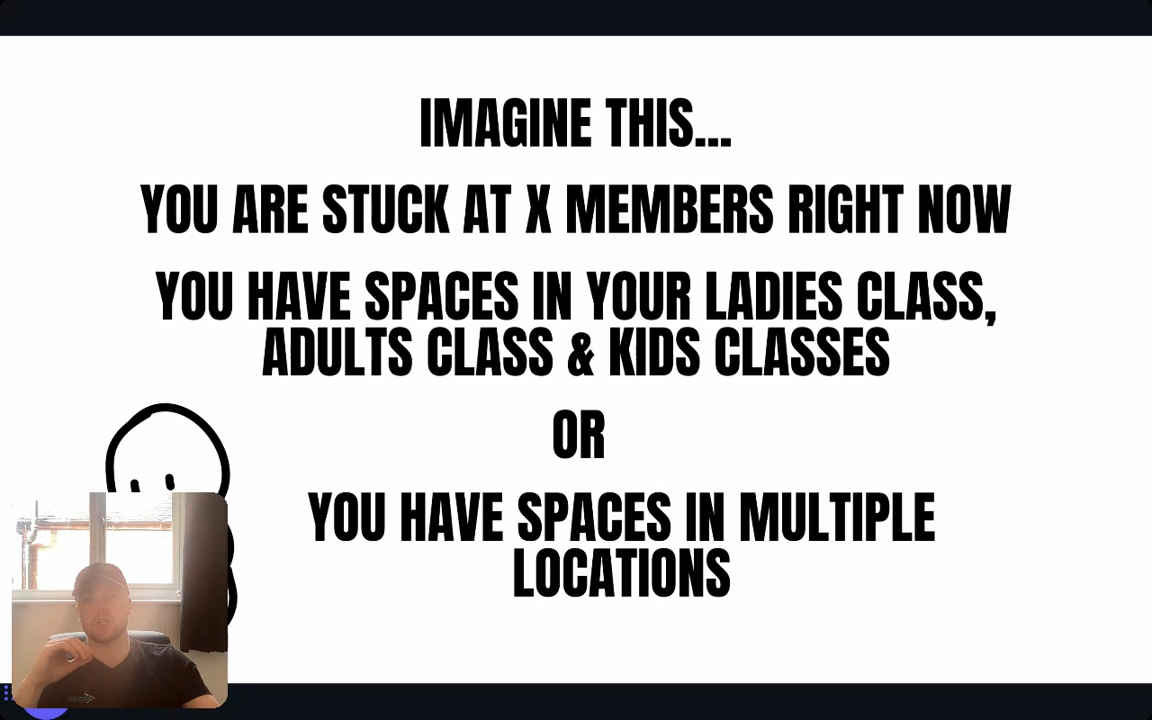 IMAGINE THIS...
YOU ARE STUCK AT X MEMBERS RIGHT NOW
YOU HAVE SPACES IN YOUR LADIES CLASS,
ADULTS CLASS & KIDS CLASSES
OR
YOU HAVE SPACES IN MULTIPLE
LOCATIONS